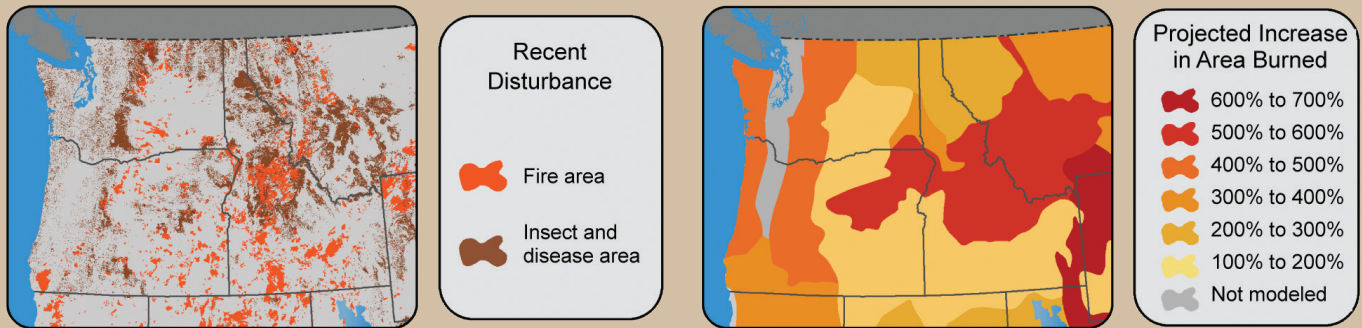 Recent
Disturbance
Fire area
Insect and
disease area
Projected Increase
in Area Burned
600% to 700%
500% to 600%
400% to 500%
300% to 400%
200% to 300%
100% to 200%
Not modeled